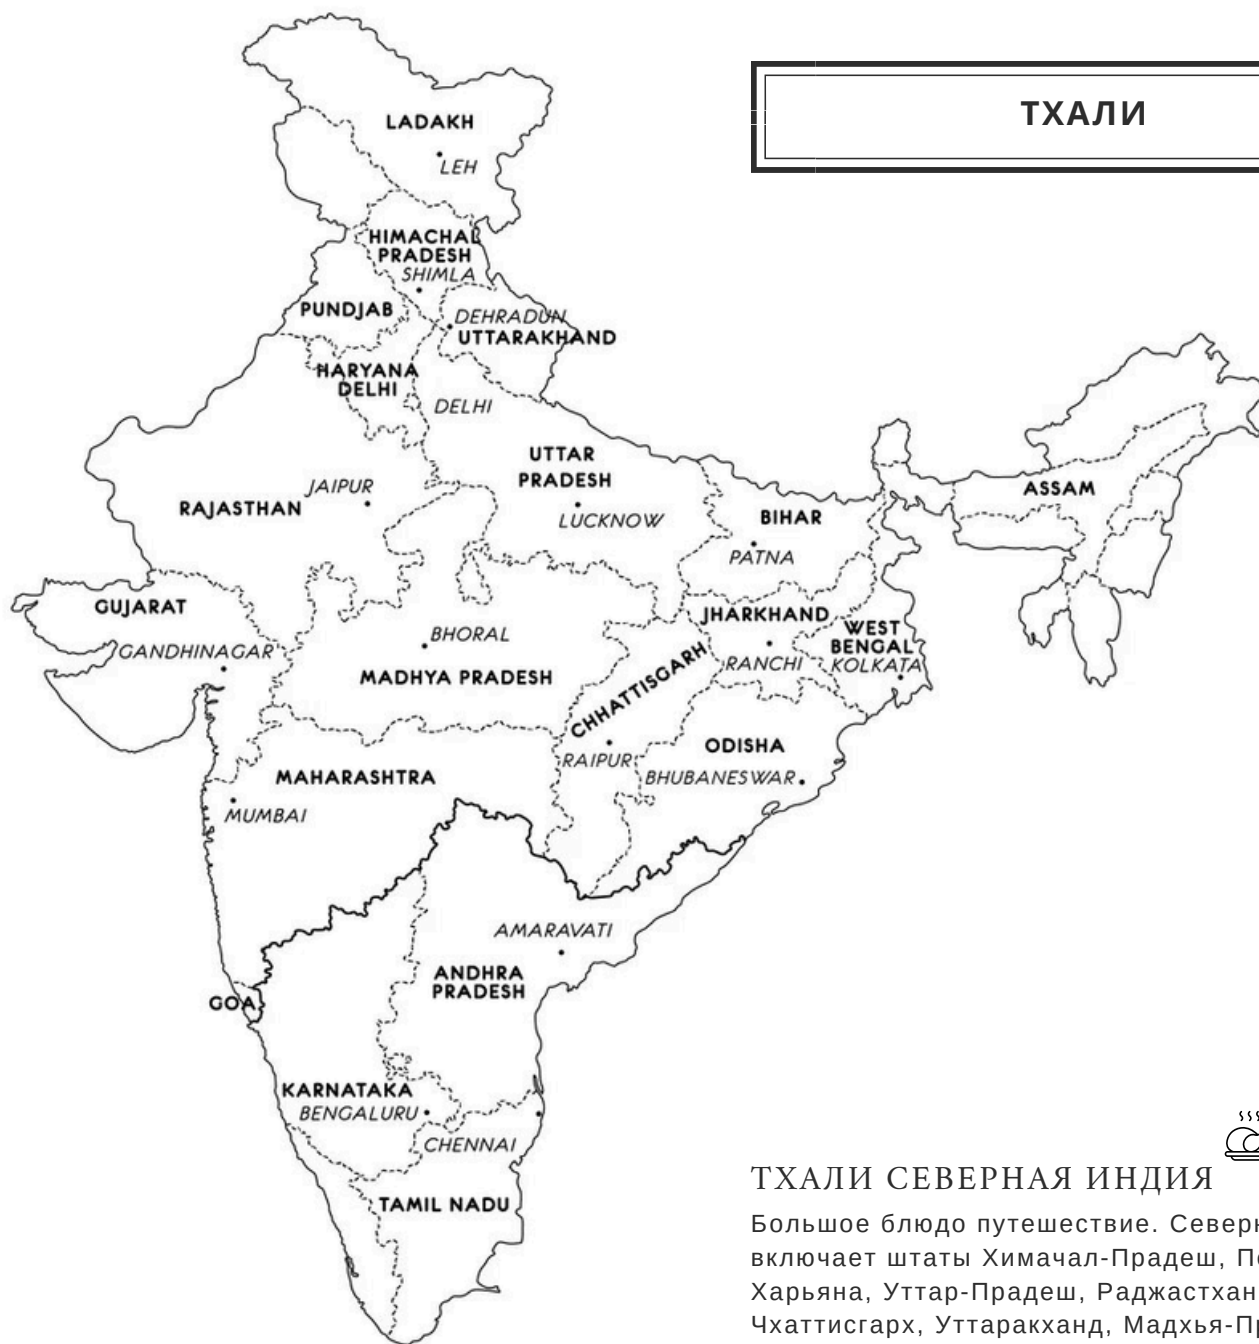 ТХАЛИ
LADAKH
LEH
HIMACHAL
PRADESH
SHIMLA
PUNDJAB
DEHRADUN
UTTARAKHAND
HARYANA
DELHI
DELHI
UTTAR
PRADESH
JAIPUR
RAJASTHAN
LUCKNOW
BIHAR
PATNA
ASSAM
GUJARAT
GANDHINAGAR
BHORAL
MADHYA PRADESH
JHARKHAND
RANCHI
WEST
BENGAL
KOLKATA
CHHATTISGARH
RAIPUR
ODISHA
BHUBANESWAR
MAHARASHTRA
MUMBAI
AMARAVATI
ANDHRA
PRADESH
GOA
KARNATAKA
BENGALURU
CHENNAI
TAMIL NADU
ТХАЛИ СЕВЕРНАЯ ИНДИЯ
Большое блюдо путешествие. Северн
включает штаты Химачал-Прадеш,
Харьяна, Уттар-Прадеш, Раджастхан
Чхаттисгарх, Уттаракханд, Мадхья-Пр